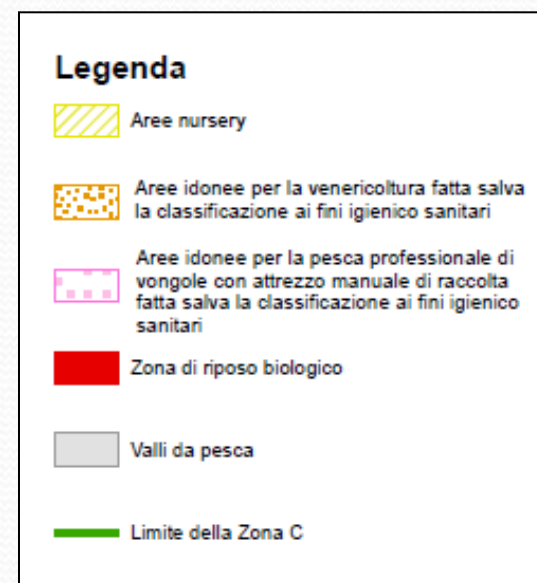 Legenda
Aree nursery
Aree idonee per la venericoltura fatta salva
la classificazione ai fini igienico sanitari
Aree idonee per la pesca professionale di
vongole con attrezzo manuale di raccolta
fatta salva la classificazione ai fini igienico
sanitari
Zona di riposo biologico
Valli da pesca
Limite della Zona C